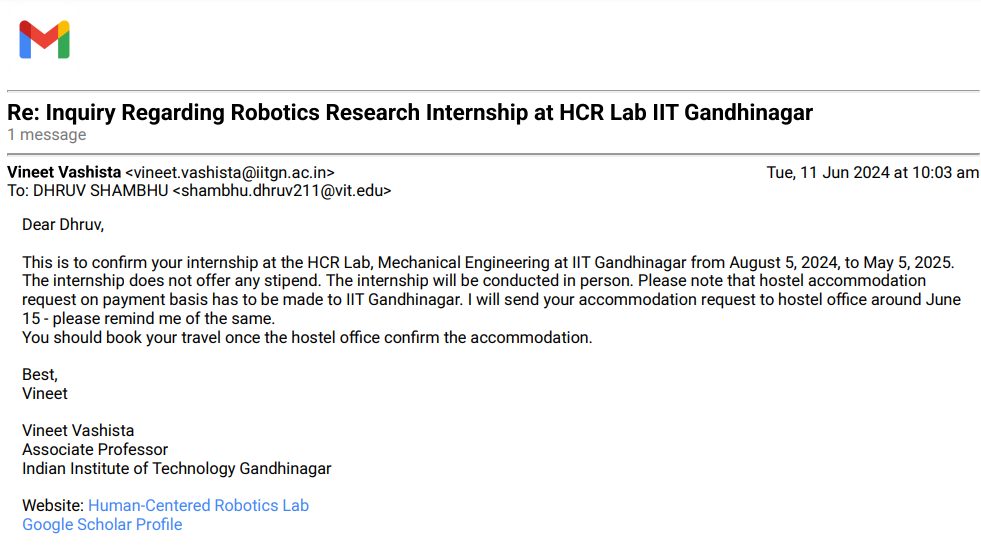 Re: Inquiry Regarding Robotics Research Internship at HCR Lab IIT Gandhinagar
1 message
Vineet Vashista <vineet.vashista@iitgn.ac.in> Tue, 11 Jun 2024 at 10:03 am
To: DHRUV SHAMBHU <shambhu.dhruv211@vit.edu>
Dear Dhruv,
This is to confirm your internship at the HCR Lab, Mechanical Engineering at IIT Gandhinagar from August 5, 2024, to May 5, 2025.
The internship does not offer any stipend. The internship will be conducted in person. Please note that hostel accommodation
request on payment basis has to be made to IIT Gandhinagar. I will send your accommodation request to hostel office around June
15 - please remind me of the same.
You should book your travel once the hostel office confirm the accommodation.
Best,
Vineet
Vineet Vashista
Associate Professor
Indian Institute of Technology Gandhinagar
Website: Human-Centered Robotics Lab
Google Scholar Profile